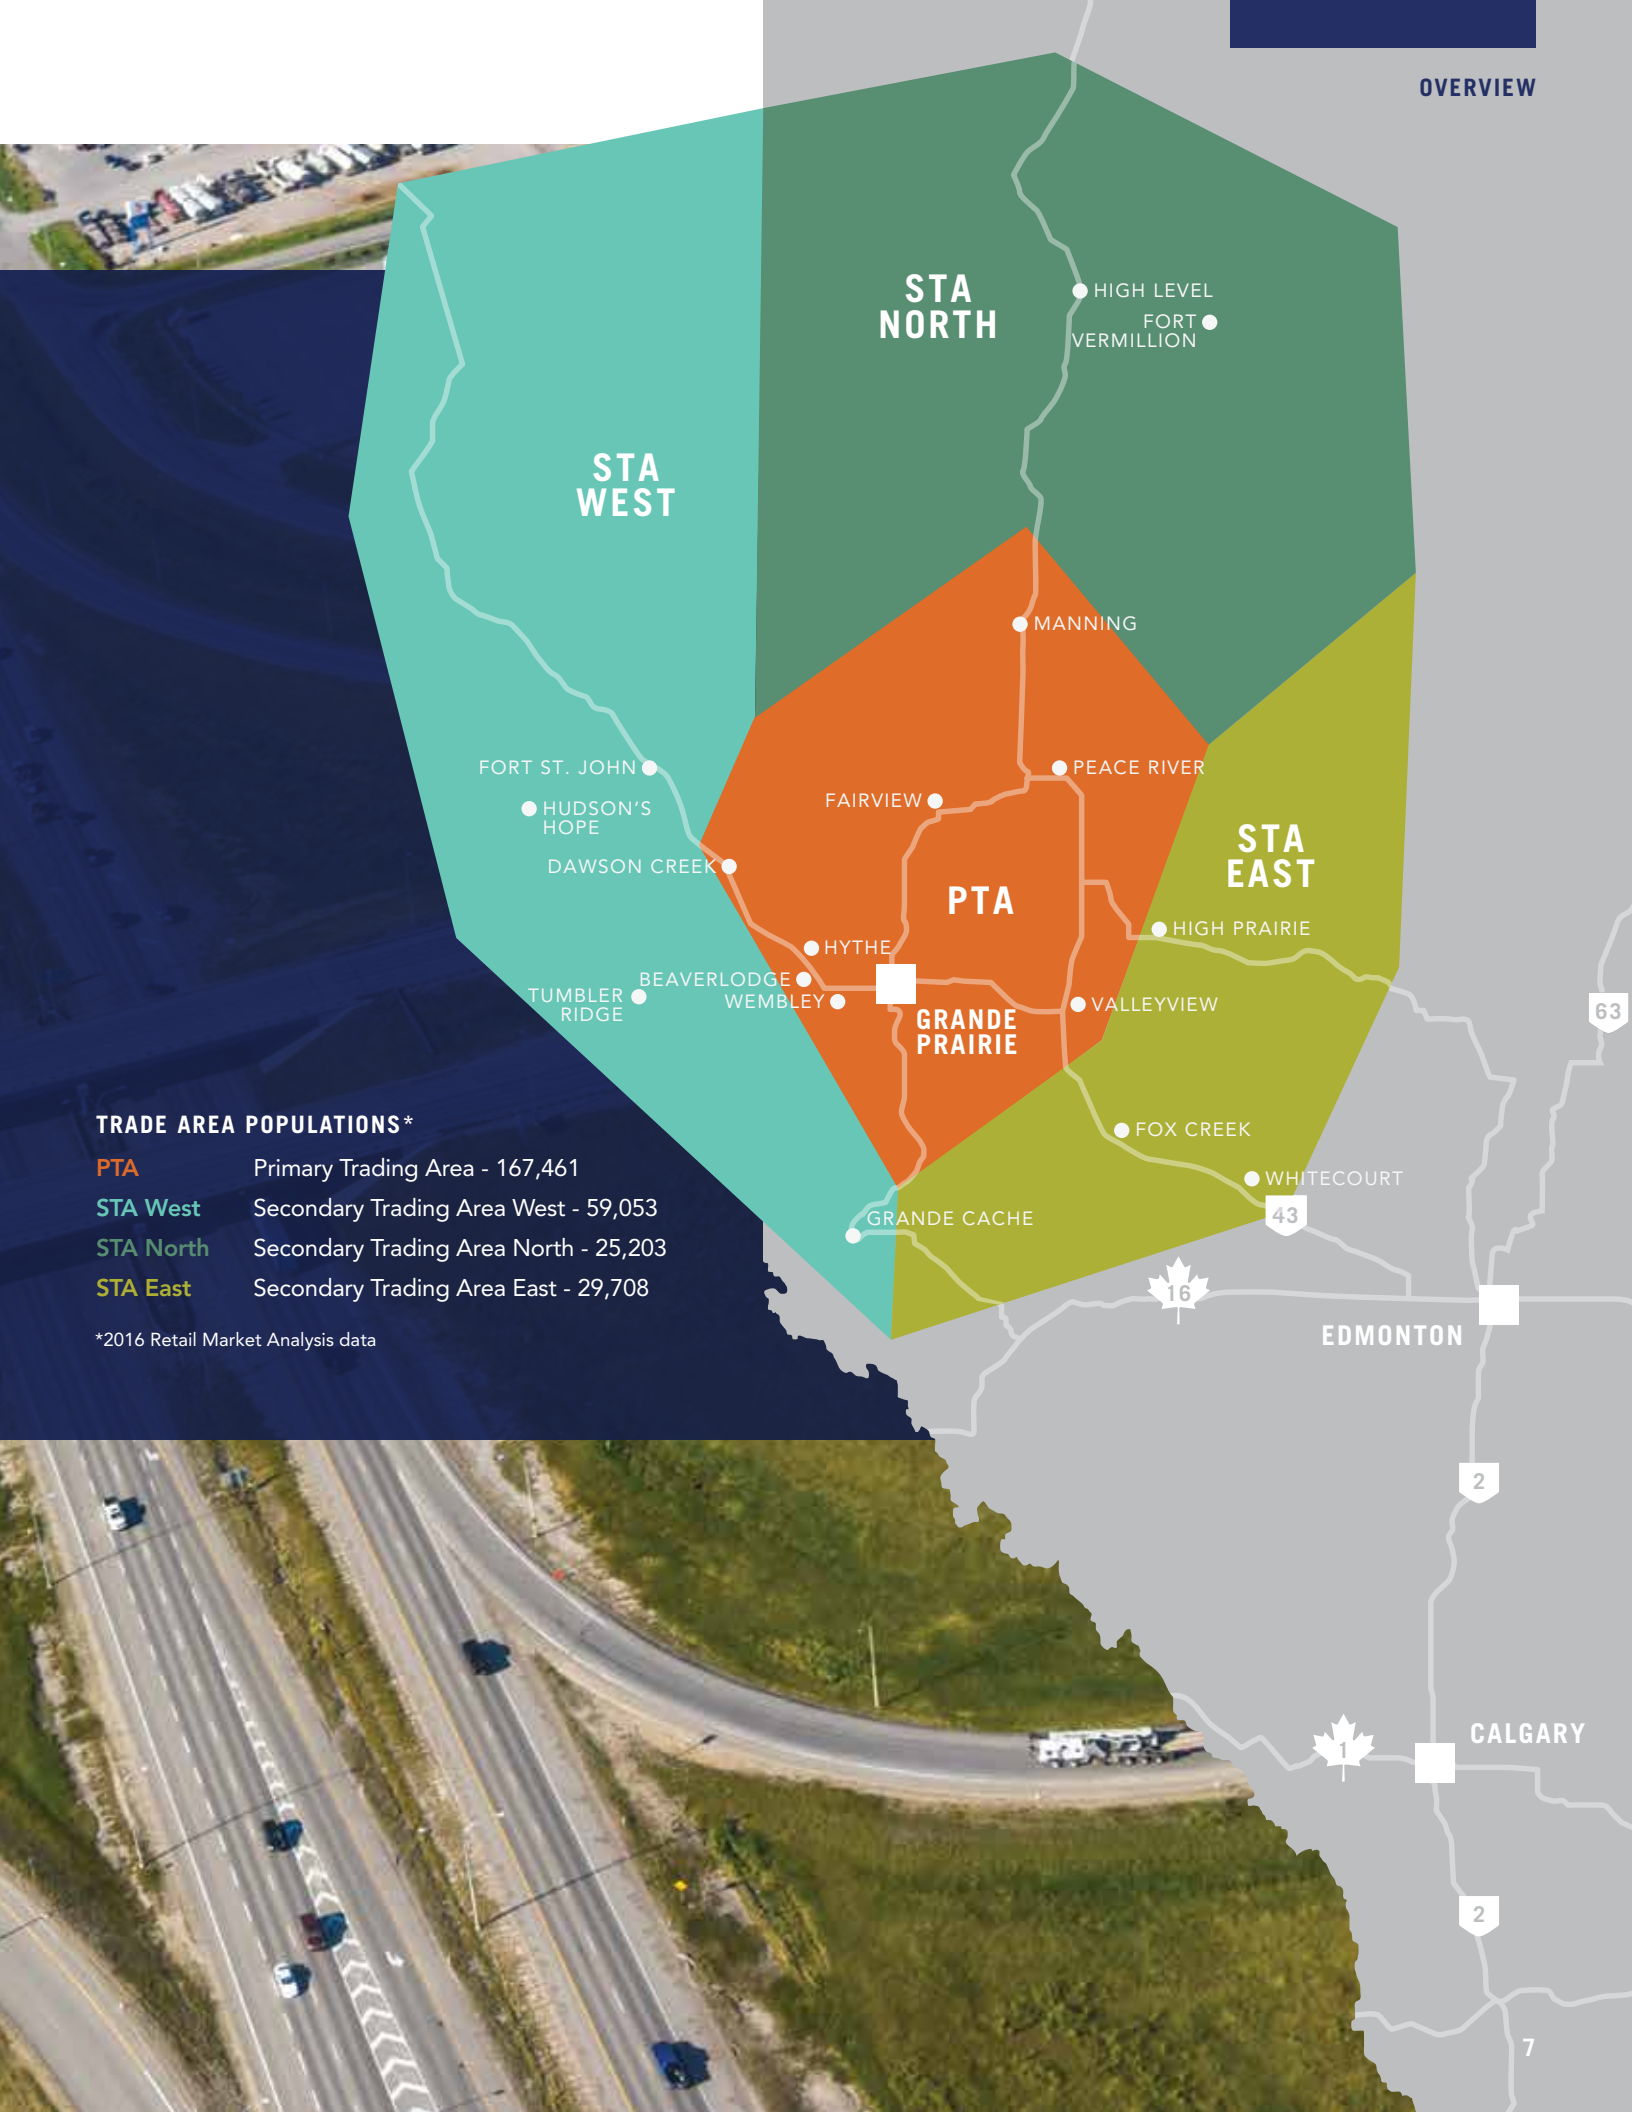 OVERVIEW
STA
NORTH
HIGH LEVEL
FORT
VERMILLION
STA
WEST
MANNING
FORT ST. JOHN
PEACE RIVER
HUDSON'S
HOPE
FAIRVIEW
STA
EAST
DAWSON CREEK
PTA
HIGH PRAIRIE
HYTHE
BEAVERLODGE
TUMBLER
RIDGE
WEMBLEY
VALLEYVIEW
63
GRANDE
PRAIRIE
FOX CREEK
WHITECOURT
43
GRANDE CACHE
16
EDMONTON
TRADE AREA POPULATIONS*
PTA Primary Trading Area - 167,461
STA West Secondary Trading Area West - 59,053
STA North Secondary Trading Area North - 25,203
STA East Secondary Trading Area East - 29,708
*2016 Retail Market Analysis data
2
CALGARY
1
2
7